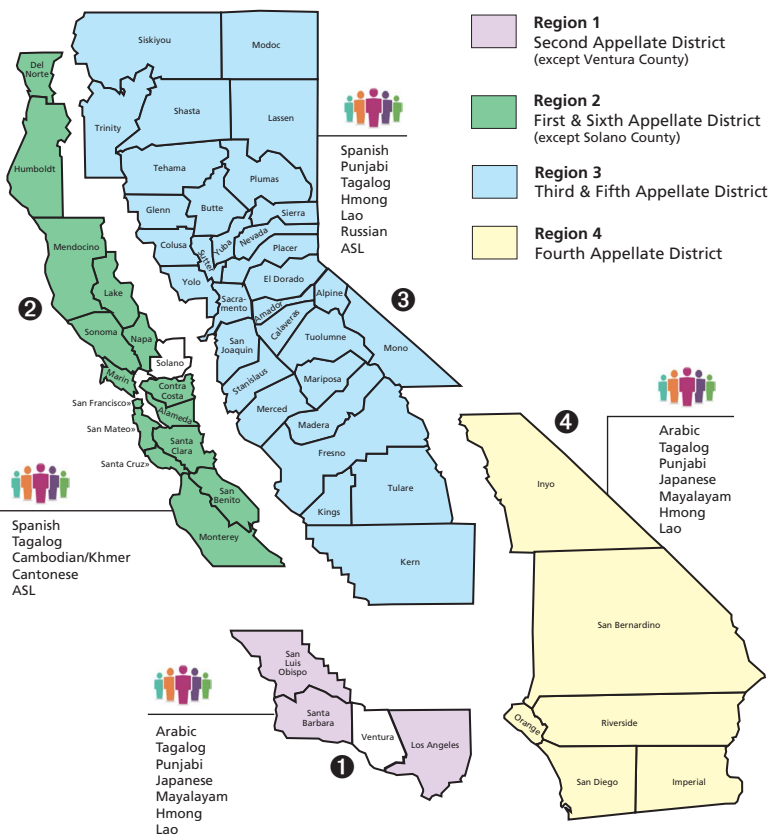 Region 1
Second Appellate District
(except Ventura County)
Region 2
First & Sixth Appellate District
(except Solano County)
Region 3
Third & Fifth Appellate District
Region 4
Fourth Appellate District
Siskiyou
Modoc
Del
Norte
Trinity
Shasta
Lassen
Humboldt
Tehama
Plumas
Glenn
Butte
Sierra
Mendocino
Colusa
Sutter
Yuba
Nevada
Placer
Lake
Yolo
El Dorado
Sacra-
mento
Amador
Alpine
❸
❷
Sonoma
Napa
Calaveras
San
Joaquin
Tuolumne
Mono
Solano
Marin
Contra
Costa
Stanislaus
Mariposa
San Francisco»
Alameda
Merced
Madera
San Mateo»
Santa
Clara
Fresno
Santa Cruz»
San
Benito
Kings
Tulare
Monterey
Kern
Spanish
Punjabi
Tagalog
Hmong
Lao
Russian
ASL
Spanish
Tagalog
Cambodian/Khmer
Cantonese
ASL
❹
Inyo
San Bernardino
Orange
Riverside
San Diego
Imperial
Arabic
Tagalog
Punjabi
Japanese
Mayalayam
Hmong
Lao
San
Luis
Obispo
Santa
Barbara
Ventura
Los Angeles
❶
Arabic
Tagalog
Punjabi
Japanese
Mayalayam
Hmong
Lao